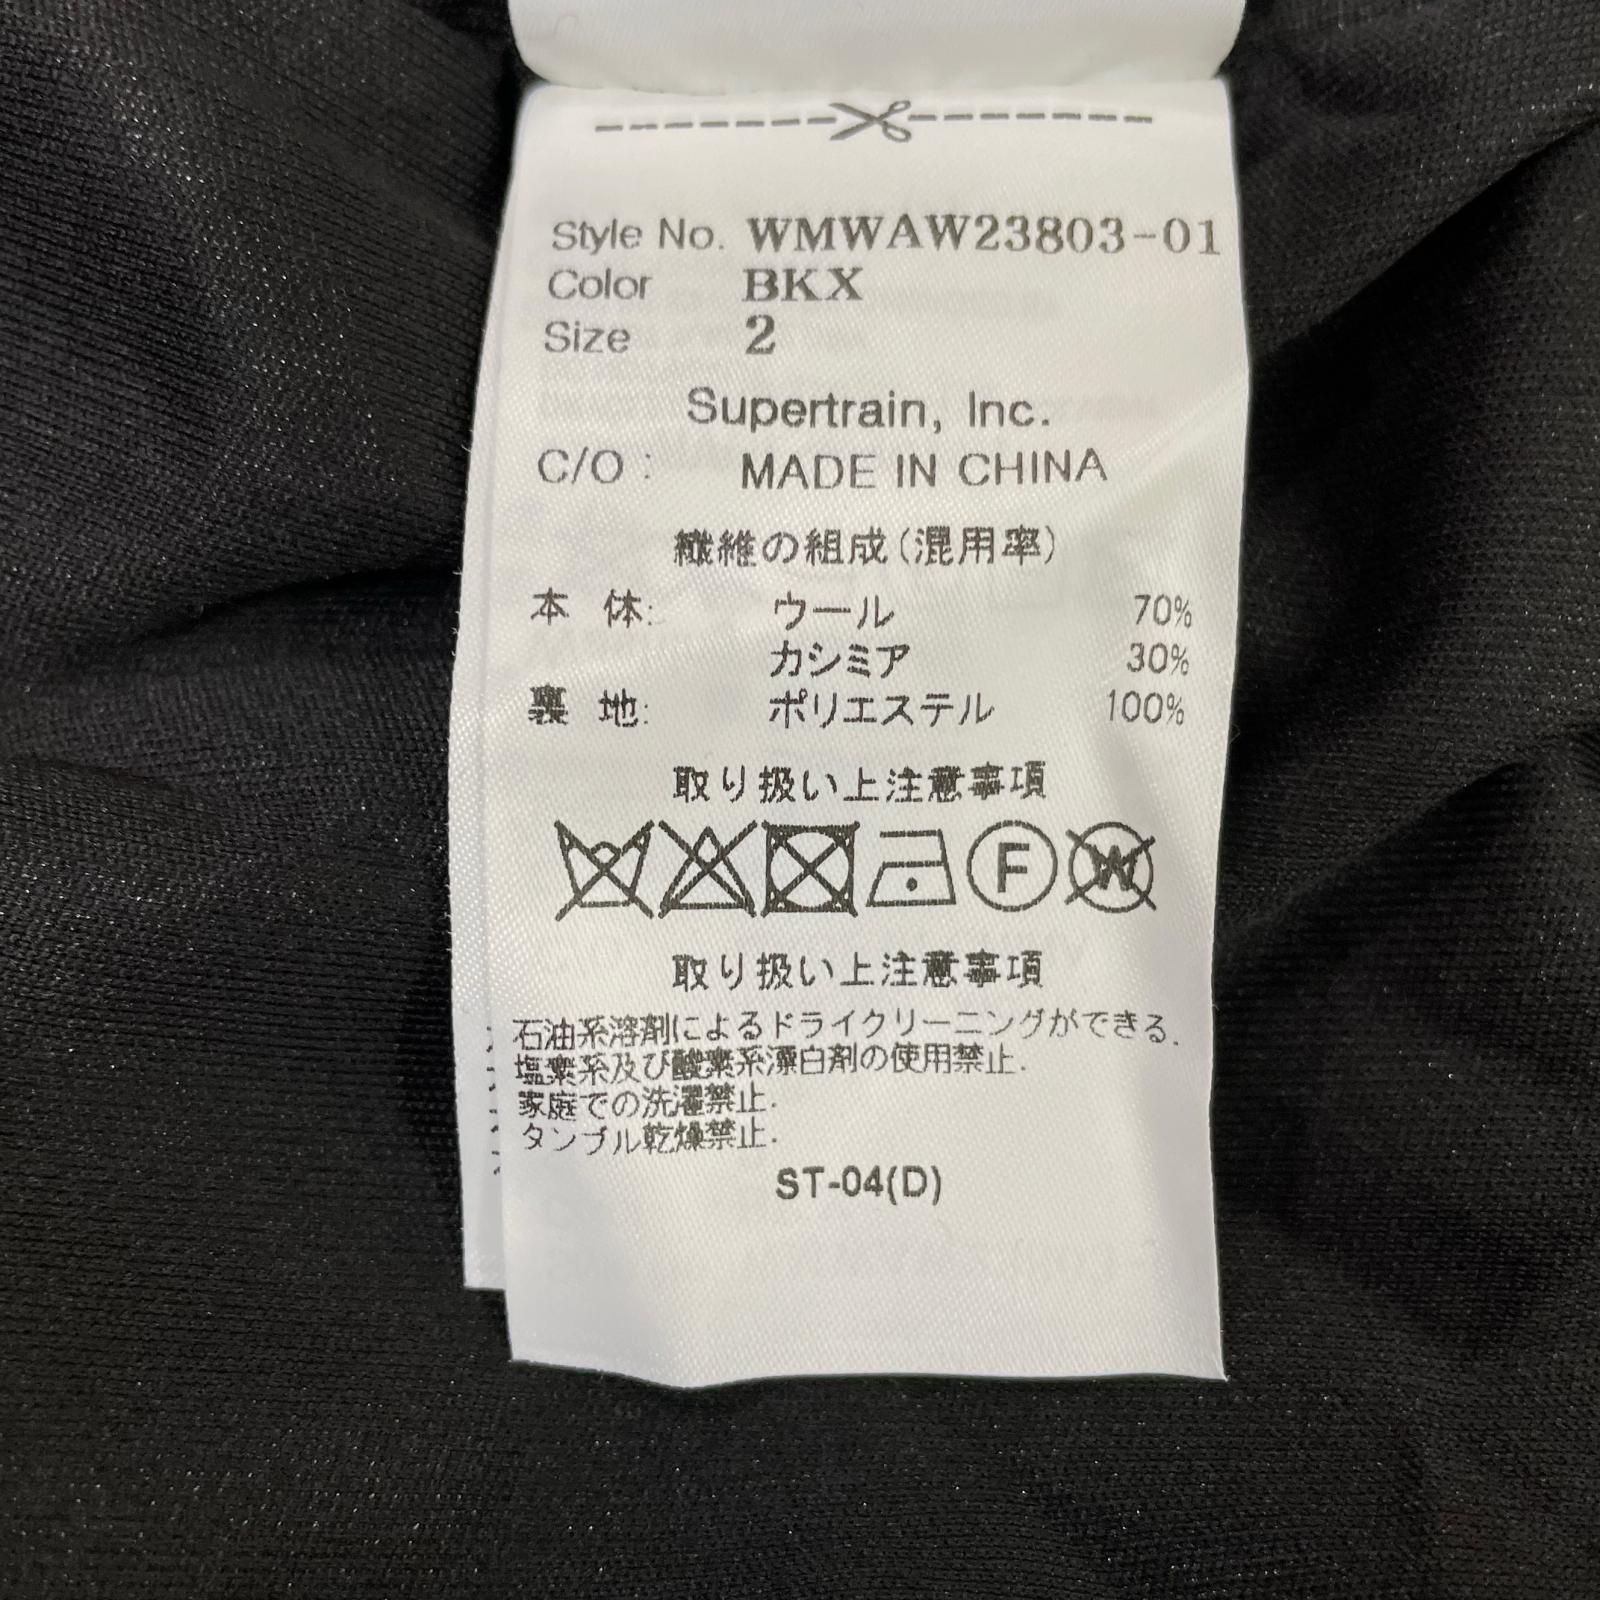 Style No. WMWAW23803-01
Color BKX
Size 2
Supertrain, Inc.
C/O : MADE IN CHINA
繊維の組成(混用率)
本 体: ウール 70%
カシミア 30%
裏 地: ポリエステル 100%
取り扱い上注意事項
F W
取り扱い上注意事項
石油系溶剤によるドライクリーニングができる.
塩素系及び酸素系漂白剤の使用禁止.
家庭での洗濯禁止.
タンブル乾燥禁止.
ST-04(D)